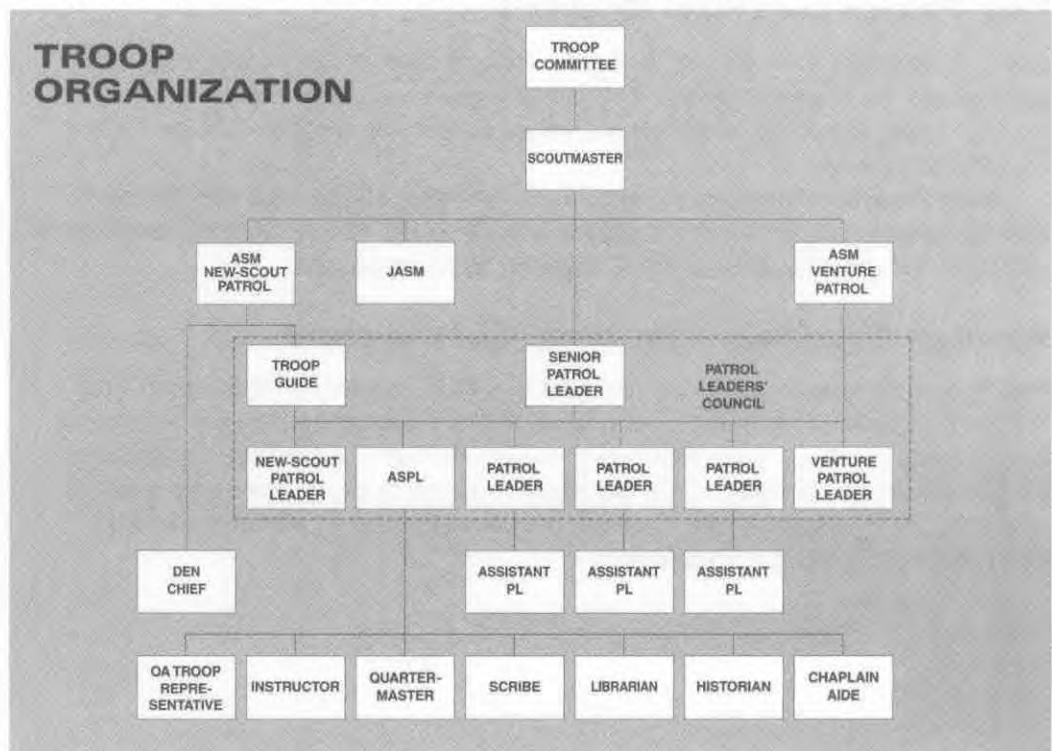 TROOP
ORGANIZATION
TROOP
COMMITTEE
SCOUTMASTER
ASM
NEW-SCOUT
PATROL
JASM
ASM
VENTURE
PATROL
TROOP
GUIDE
SENIOR
PATROL
LEADER
PATROL
LEADERS'
COUNCIL
NEW-SCOUT
PATROL
LEADER
ASPL
PATROL
LEADER
PATROL
LEADER
PATROL
LEADER
VENTURE
PATROL
LEADER
DEN
CHIEF
ASSISTANT
PL
ASSISTANT
PL
ASSISTANT
PL
OA TROOP
REPRE-
SENTATIVE
INSTRUCTOR
QUARTER-
MASTER
SCRIBE
LIBRARIAN
HISTORIAN
CHAPLAIN
AIDE